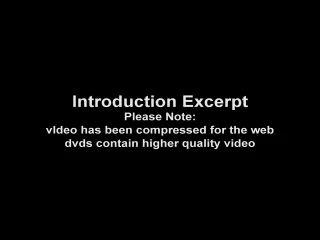 Introduction Excerpt
Please Note:
vIdeo has been compressed for the web
dvds contain higher quality video